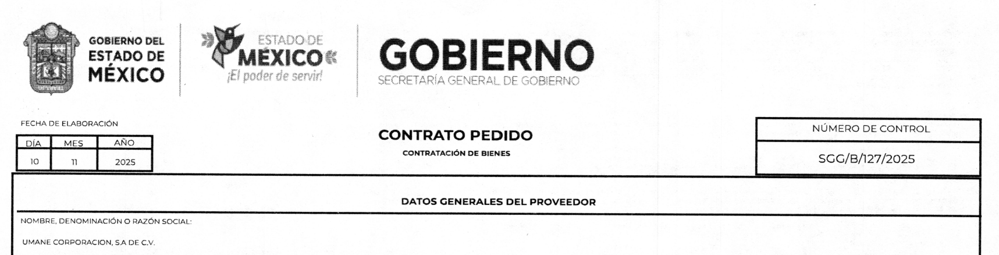 GOBIERNO DEL
ESTADO DE
MÉXICO
ESTADO DE
MÉXICO
¡El poder de servir!
GOBIERNO
SECRETARÍA GENERAL DE GOBIERNO
FECHA DE ELABORACIÓN
DÍA MES AÑO
10 11 2025
CONTRATO PEDIDO
CONTRATACIÓN DE BIENES
NÚMERO DE CONTROL
SGG/B/127/2025
DATOS GENERALES DEL PROVEEDOR
NOMBRE, DENOMINACIÓN O RAZÓN SOCIAL:
UMANE CORPORACION, S.A DE C.V.